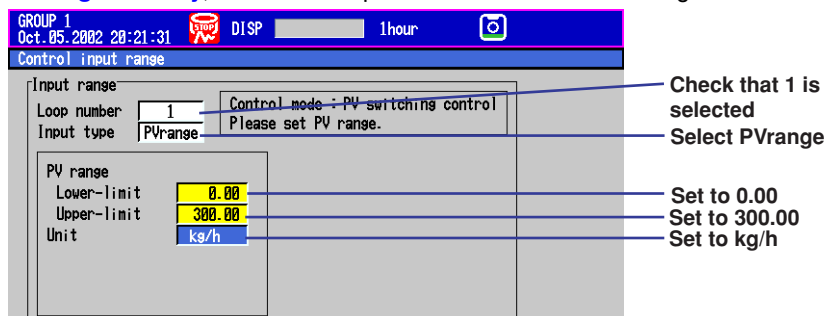 GROUP 1
Oct.05.2002 20:21:31
STOP
DISP
1hour
Control input range
Input range
Loop number 1
Input type PVrange
Control mode : PV switching control
Please set PV range.
Check that 1 is
selected
Select PVrange
PV range
Lower-limit 0.00
Upper-limit 300.00
Unit kg/h
Set to 0.00
Set to 300.00
Set to kg/h